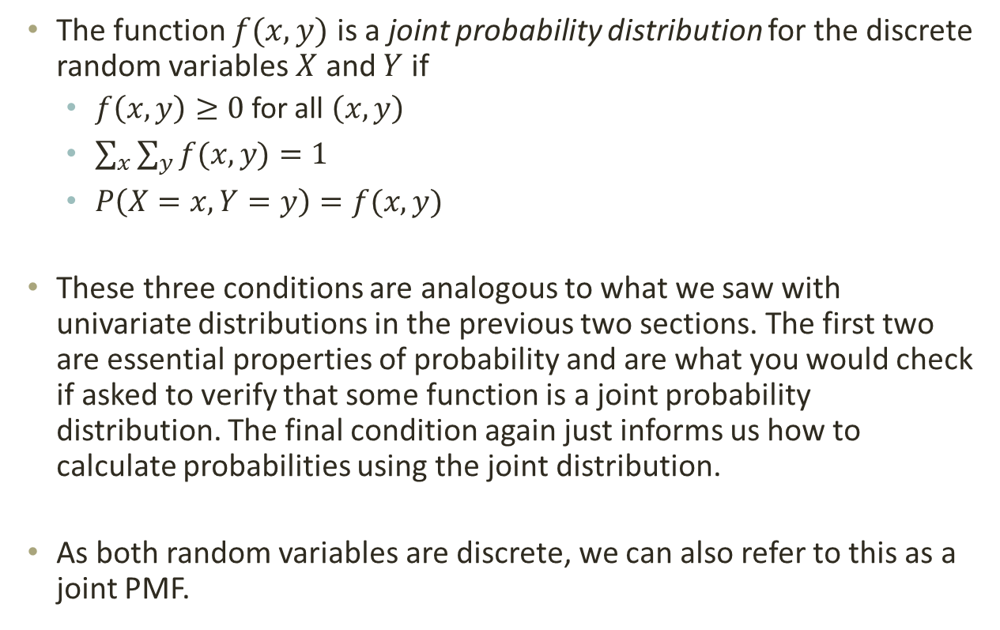 • The function f(x, y) is a joint probability distribution for the discrete
random variables X and Y if
• f(x, y) ≥ 0 for all (x, y)
• ∑x ∑y f(x, y) = 1
• P(X = x, Y = y) = f(x, y)
• These three conditions are analogous to what we saw with
univariate distributions in the previous two sections. The first two
are essential properties of probability and are what you would check
if asked to verify that some function is a joint probability
distribution. The final condition again just informs us how to
calculate probabilities using the joint distribution.
• As both random variables are discrete, we can also refer to this as a
joint PMF.